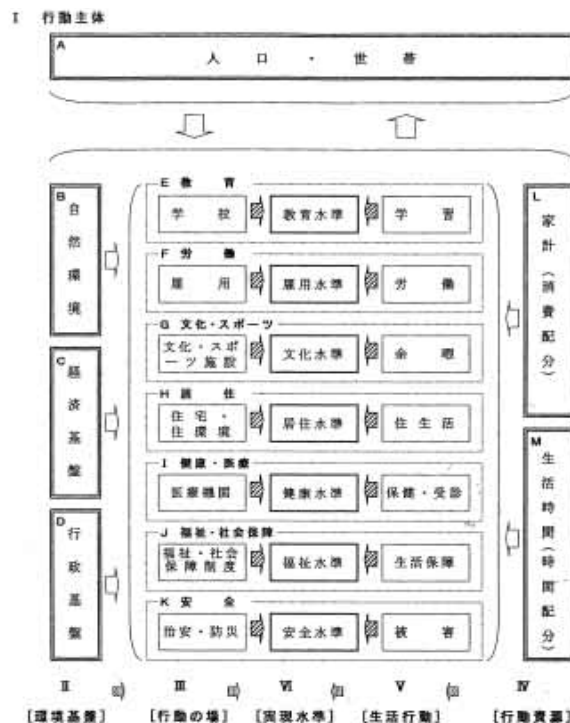 I 行動主体
A
人口・世帯
B
自然環境
C
経済基盤
D
行政基盤
E 教育
学校
教育水準
学習
F 労働
雇用
雇用水準
労働
G 文化・スポーツ
文化・スポ
ーツ施設
文化水準
余暇
H 居住
住宅・
住環境
居住水準
住生活
I 健康・医療
医療機関
健康水準
保健・受診
J 福祉・社会保障
福祉・社会
保障制度
福祉水準
生活保障
K 安全
治安・防災
安全水準
被害
L
家計(消費配分)
M
生活時間(時間配分)
II
III
VI
V
IV
[環境基盤]
[行動の場]
[実現水準]
[生活行動]
[行動資源]